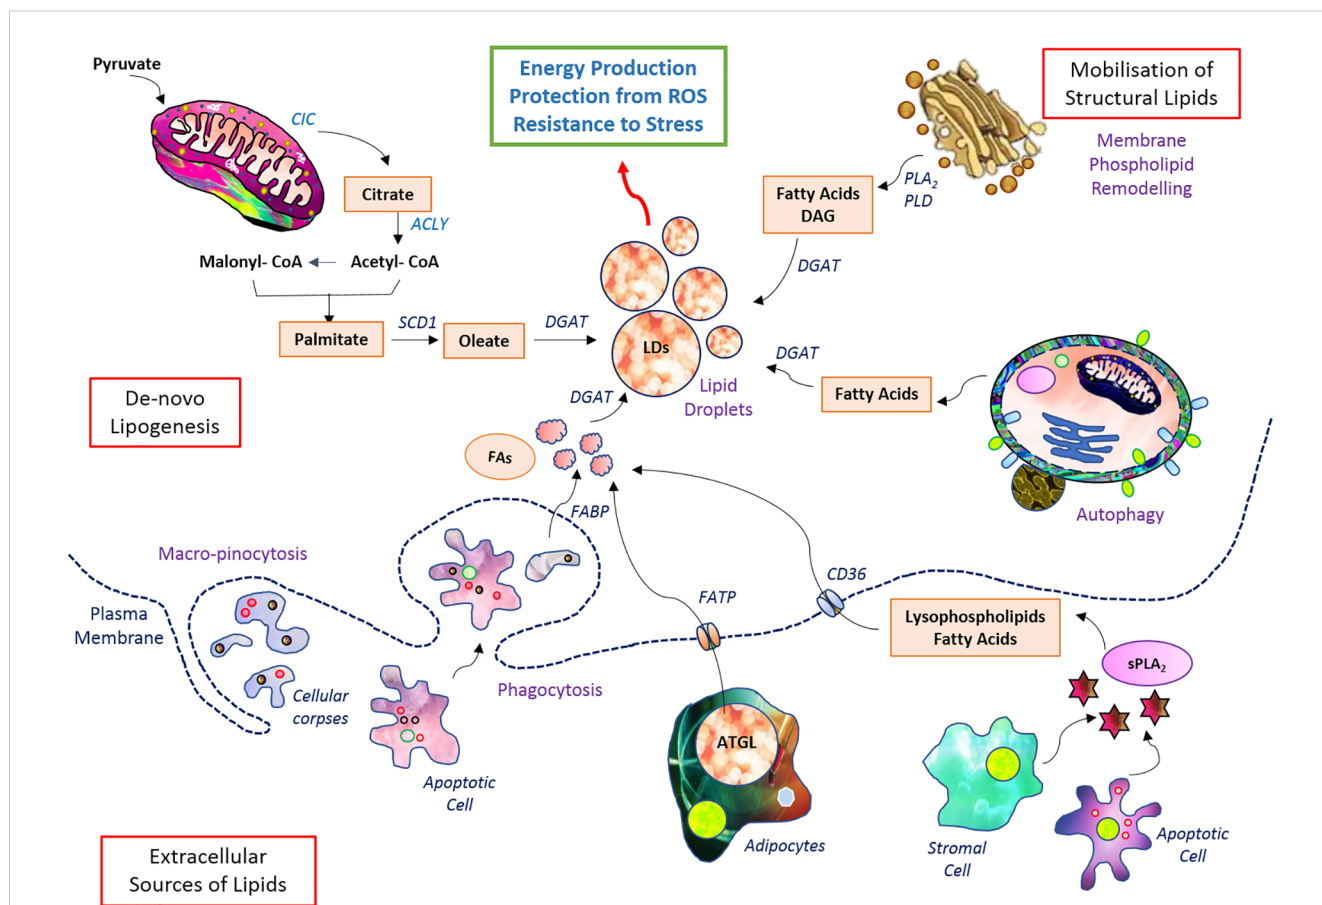 Pyruvate
CIC
Citrate
ACLY
Malonyl- CoA
Acetyl- CoA
Palmitate
SCD1
Oleate
DGAT
De-novo
Lipogenesis
Energy Production
Protection from ROS
Resistance to Stress
LDs
Lipid
Droplets
Mobilisation of
Structural Lipids
Membrane
Phospholipid
Remodelling
PLA₂
PLD
Fatty Acids
DAG
DGAT
DGAT
Fatty Acids
Autophagy
DGAT
FAs
FABP
Macro-pinocytosis
Plasma
Membrane
Cellular
corpses
Phagocytosis
Apoptotic
Cell
FATP
CD36
Lysophospholipids
Fatty Acids
sPLA₂
ATGL
Adipocytes
Stromal
Cell
Apoptotic
Cell
Extracellular
Sources of Lipids